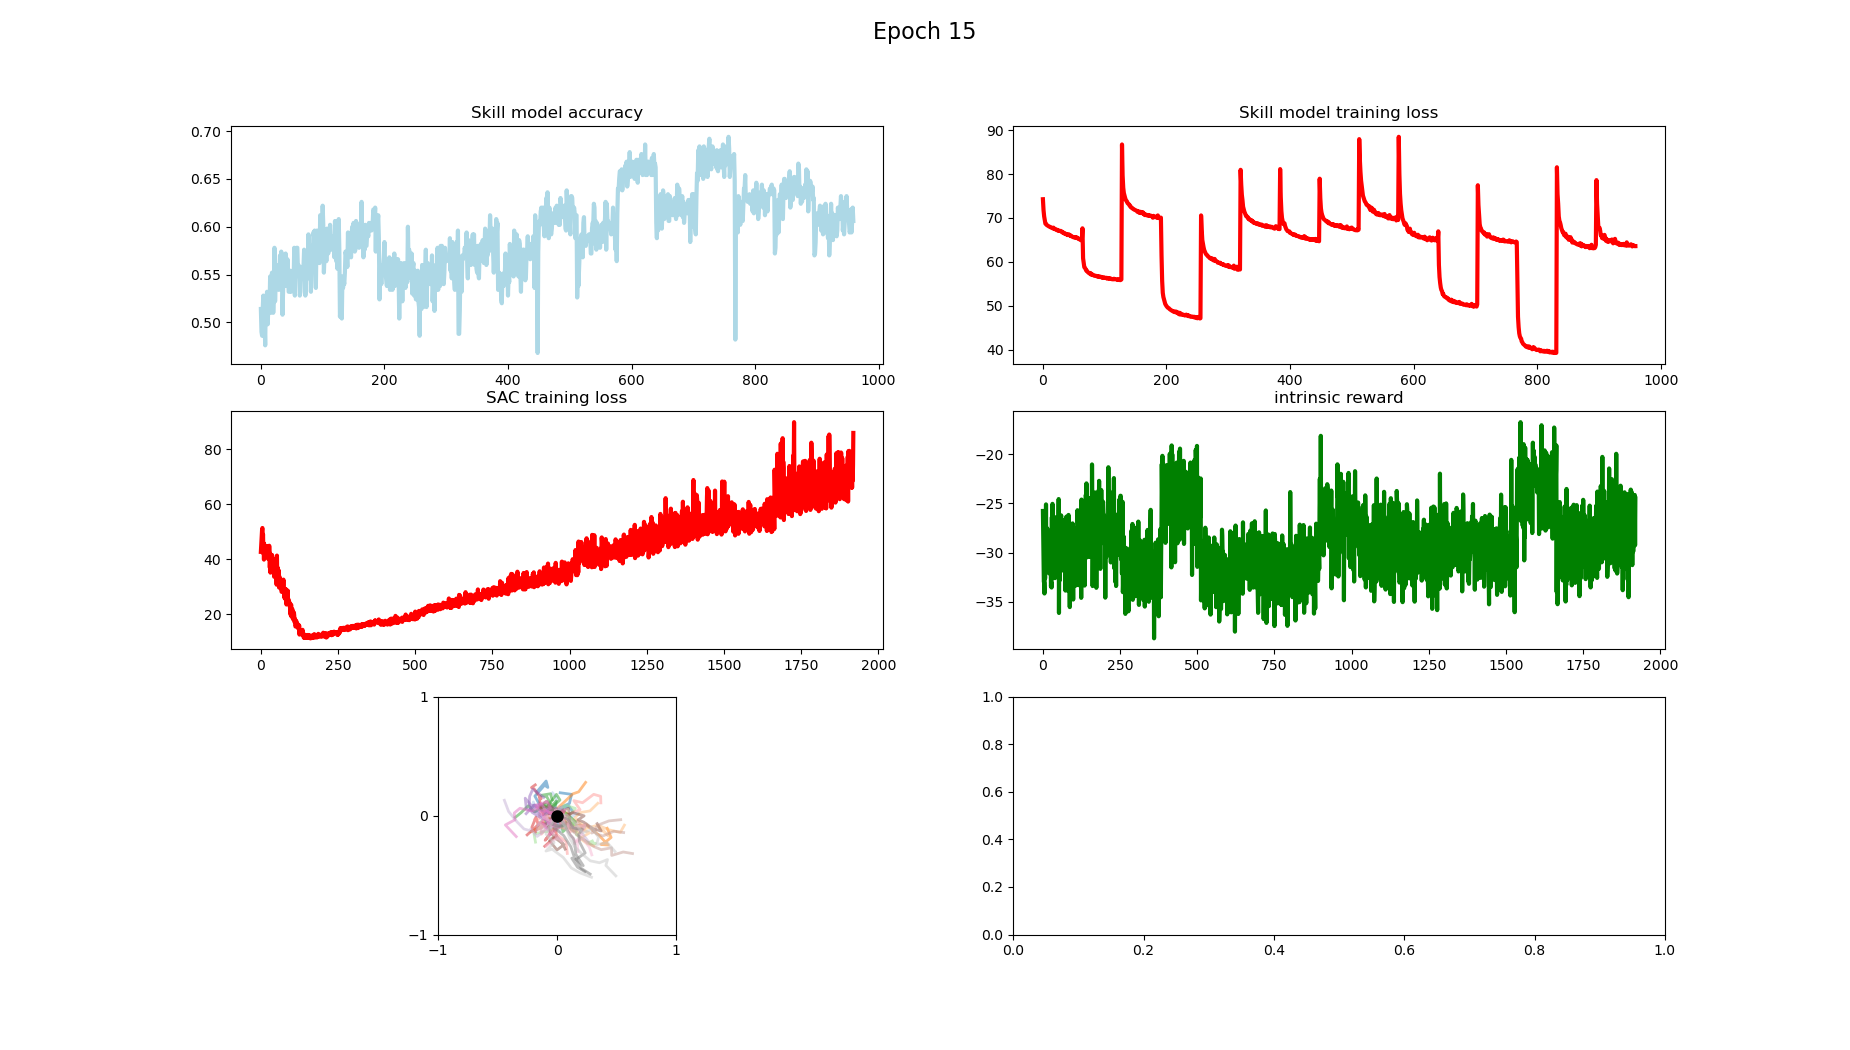 Epoch 15
Skill model accuracy
0.70
0.65
0.60
0.55
0.50
0 200 400 600 800 1000
Skill model training loss
90
80
70
60
50
40
0 200 400 600 800 1000
SAC training loss
80
60
40
20
0 250 500 750 1000 1250 1500 1750 2000
intrinsic reward
−20
−25
−30
−35
0 250 500 750 1000 1250 1500 1750 2000
1
0
−1
−1 0 1
1.0
0.8
0.6
0.4
0.2
0.0
0.0 0.2 0.4 0.6 0.8 1.0